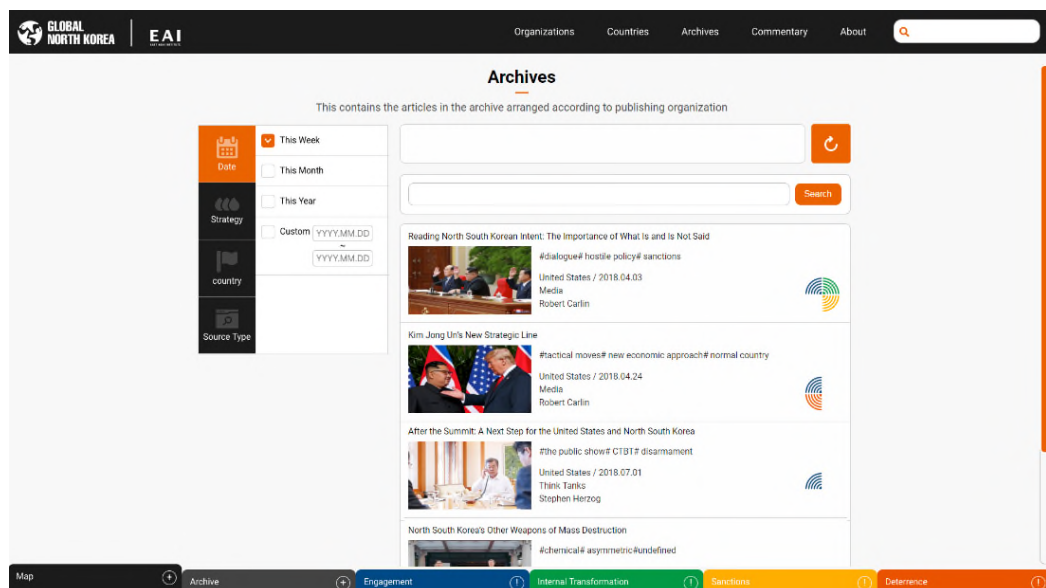 GLOBAL
NORTH KOREA
EAI
Organizations
Countries
Archives
Commentary
About
Archives
This contains the articles in the archive arranged according to publishing organization
Date
Strategy
country
Source Type
This Week
This Month
This Year
Custom YYYY.MM.DD
~
YYYY.MM.DD
Search
Reading North South Korean Intent: The Importance of What Is and Is Not Said
#dialogue# hostile policy# sanctions
United States / 2018.04.03
Media
Robert Carlin
Kim Jong Un's New Strategic Line
#tactical moves# new economic approach# normal country
United States / 2018.04.24
Media
Robert Carlin
After the Summit: A Next Step for the United States and North South Korea
#the public show# CTBT# disarmament
United States / 2018.07.01
Think Tanks
Stephen Herzog
North South Korea's Other Weapons of Mass Destruction
#chemical# asymmetric#undefined
Map
Archive
Engagement
Internal Transformation
Sanctions
Deterrence